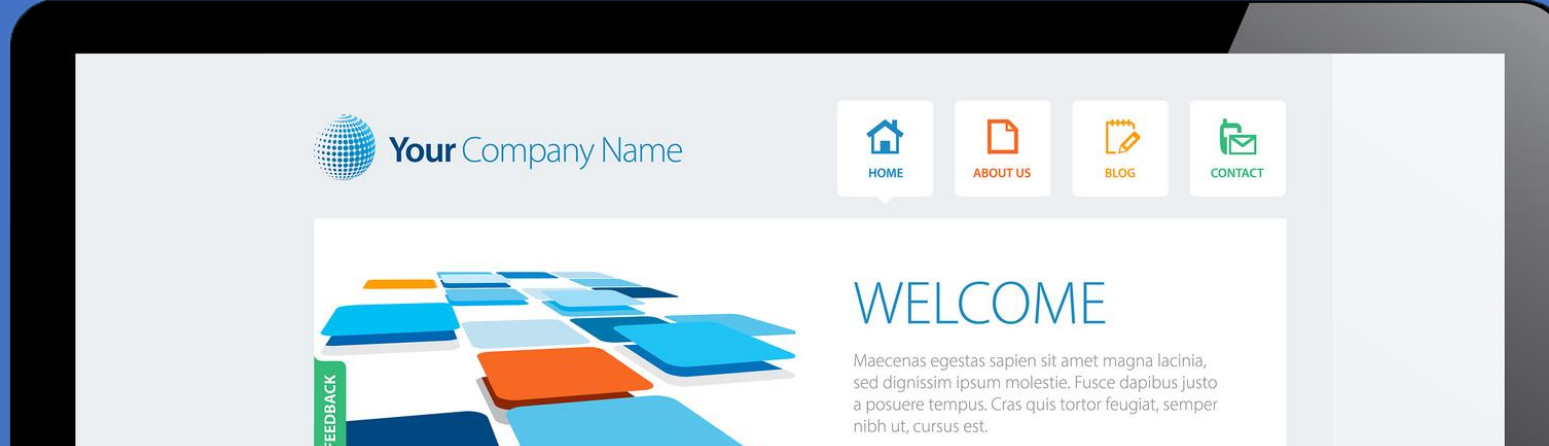 Your Company Name
HOME
ABOUT US
BLOG
CONTACT
WELCOME
Maecenas egestas sapien sit amet magna lacinia,
sed dignissim ipsum molestie. Fusce dapibus justo
a posuere tempus. Cras quis tortor feugiat, semper
nibh ut, cursus est.
FEEDBACK